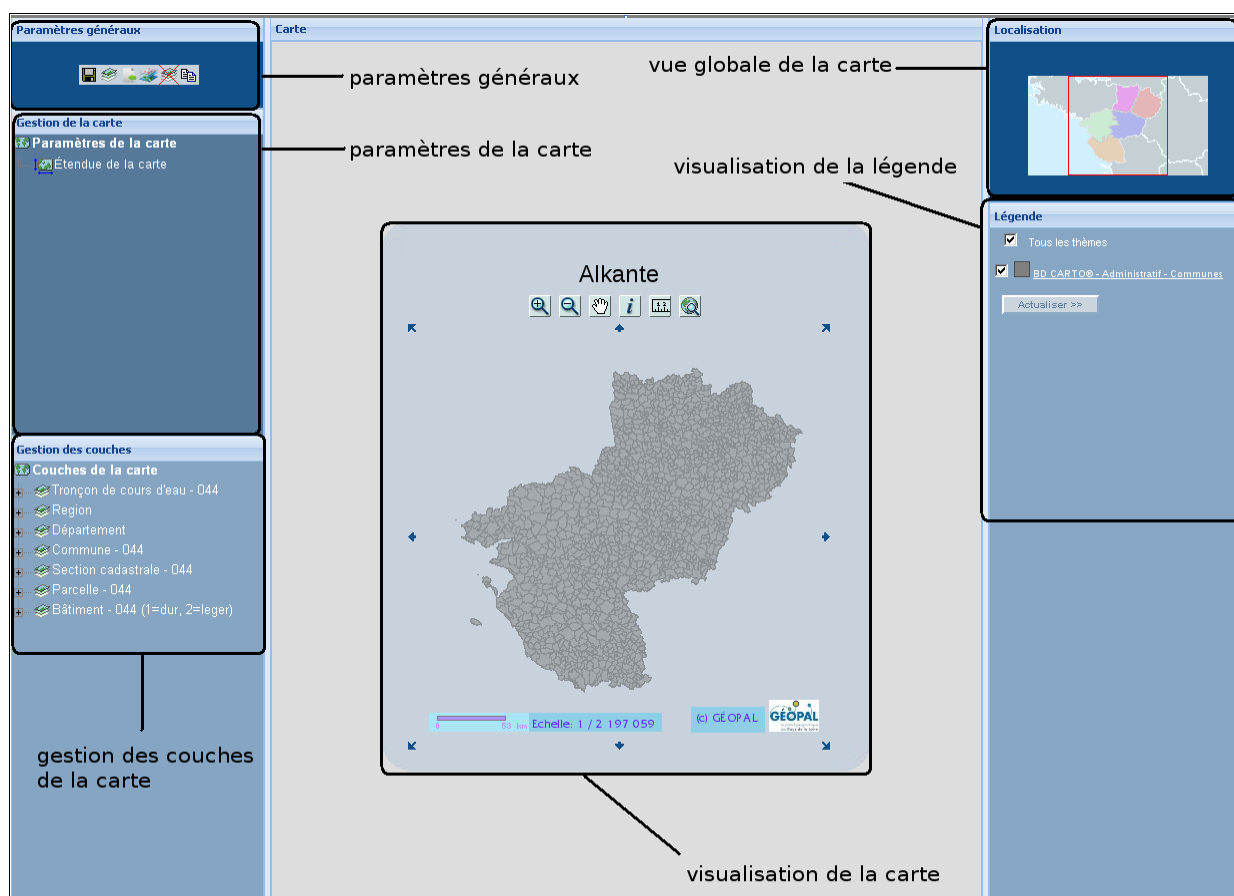 Paramètres généraux
Carte
Localisation
paramètres généraux
vue globale de la carte
Gestion de la carte
Paramètres de la carte
Étendue de la carte
paramètres de la carte
visualisation de la légende
Légende
Tous les thèmes
BD CARTO® - Administratif - Communes
Actualiser >>
Alkante
Gestion des couches
Couches de la carte
Tronçon de cours d'eau - 044
Region
Département
Commune - 044
Section cadastrale - 044
Parcelle - 044
Bâtiment - 044 (1=dur, 2=leger)
0 53 km
Echelle: 1 / 2 197 059
(c) GÉOPAL
GÉOPAL
gestion des couches
de la carte
visualisation de la carte